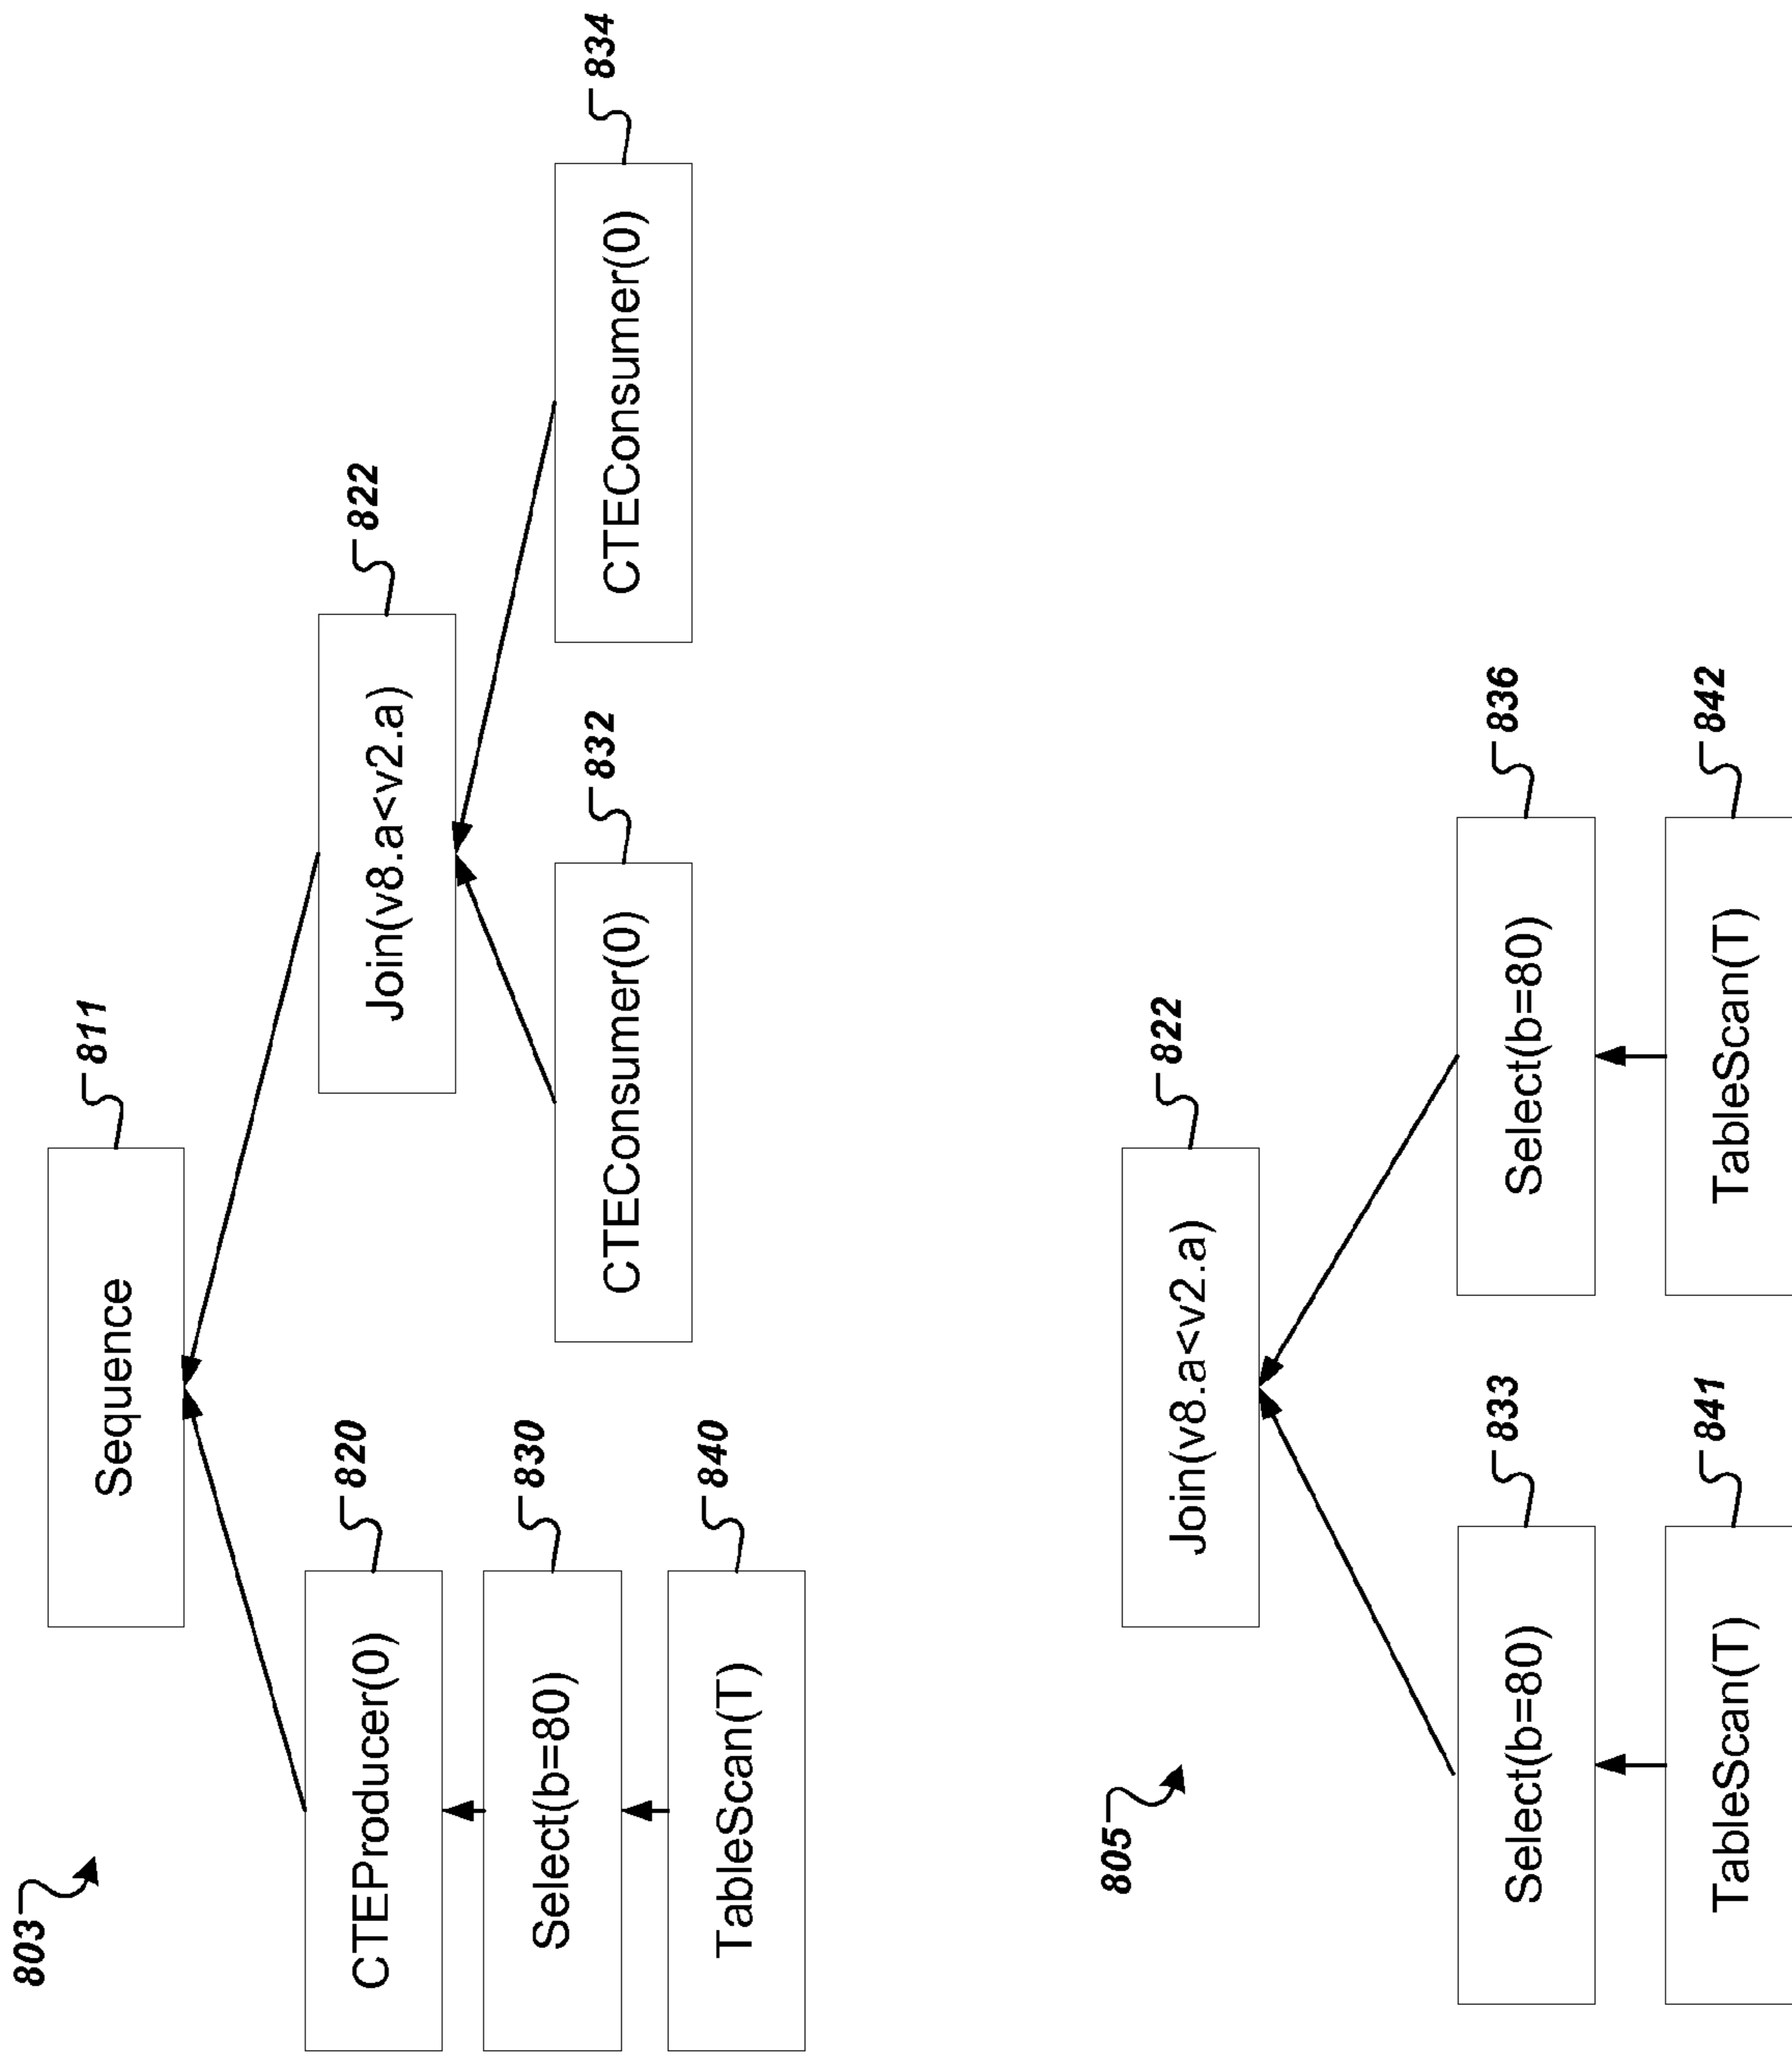 803
Sequence
811
CTEProducer(0)
820
Join(v8.a<v2.a)
822
Select(b=80)
830
CTEConsumer(0)
832
CTEConsumer(0)
834
TableScan(T)
840
805
Join(v8.a<v2.a)
822
Select(b=80)
833
Select(b=80)
836
TableScan(T)
841
TableScan(T)
842